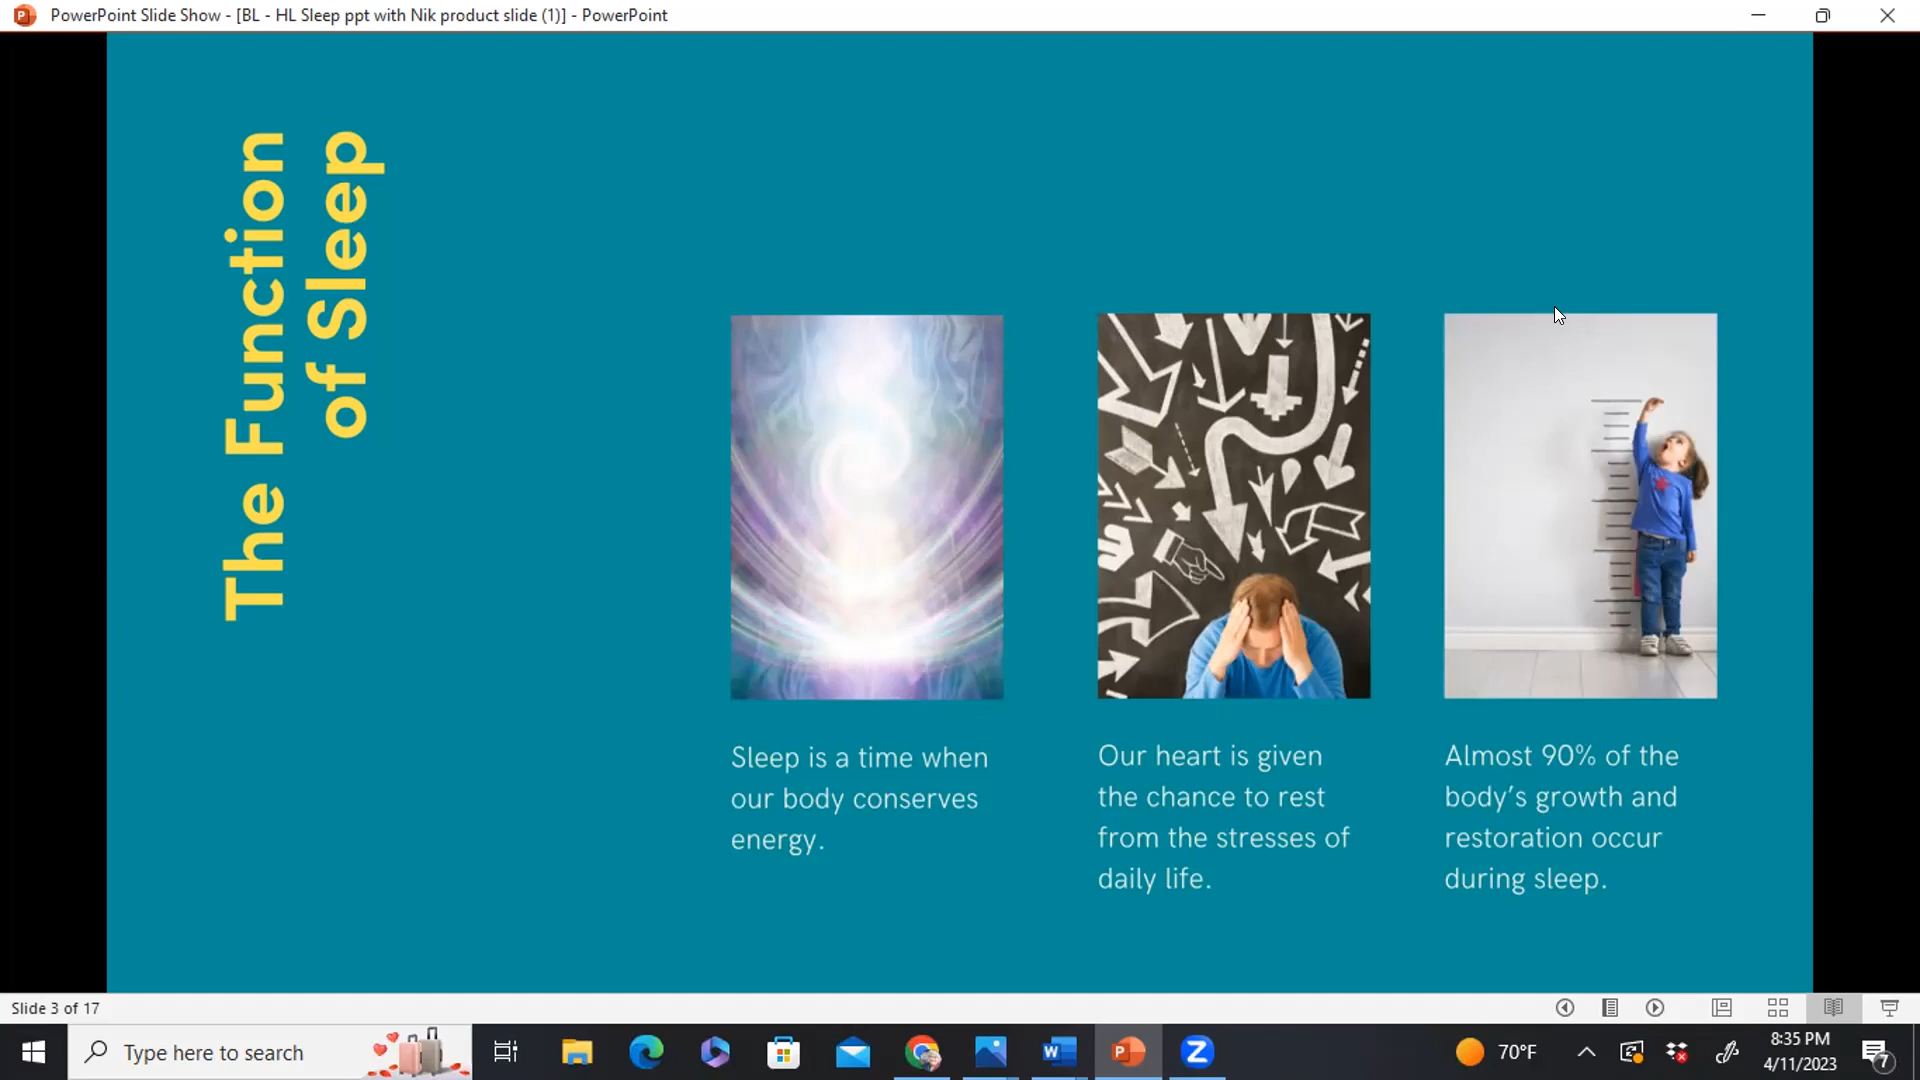 PowerPoint Slide Show - [BL - HL Sleep ppt with Nik product slide (1)] - PowerPoint
The Function
of Sleep
Sleep is a time when
our body conserves
energy.
Our heart is given
the chance to rest
from the stresses of
daily life.
Almost 90% of the
body’s growth and
restoration occur
during sleep.
Slide 3 of 17
Type here to search
70°F
8:35 PM
4/11/2023
7